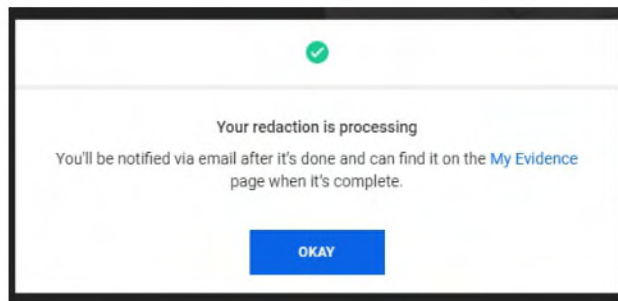 Your redaction is processing
You'll be notified via email after it's done and can find it on the My Evidence
page when it's complete.
OKAY